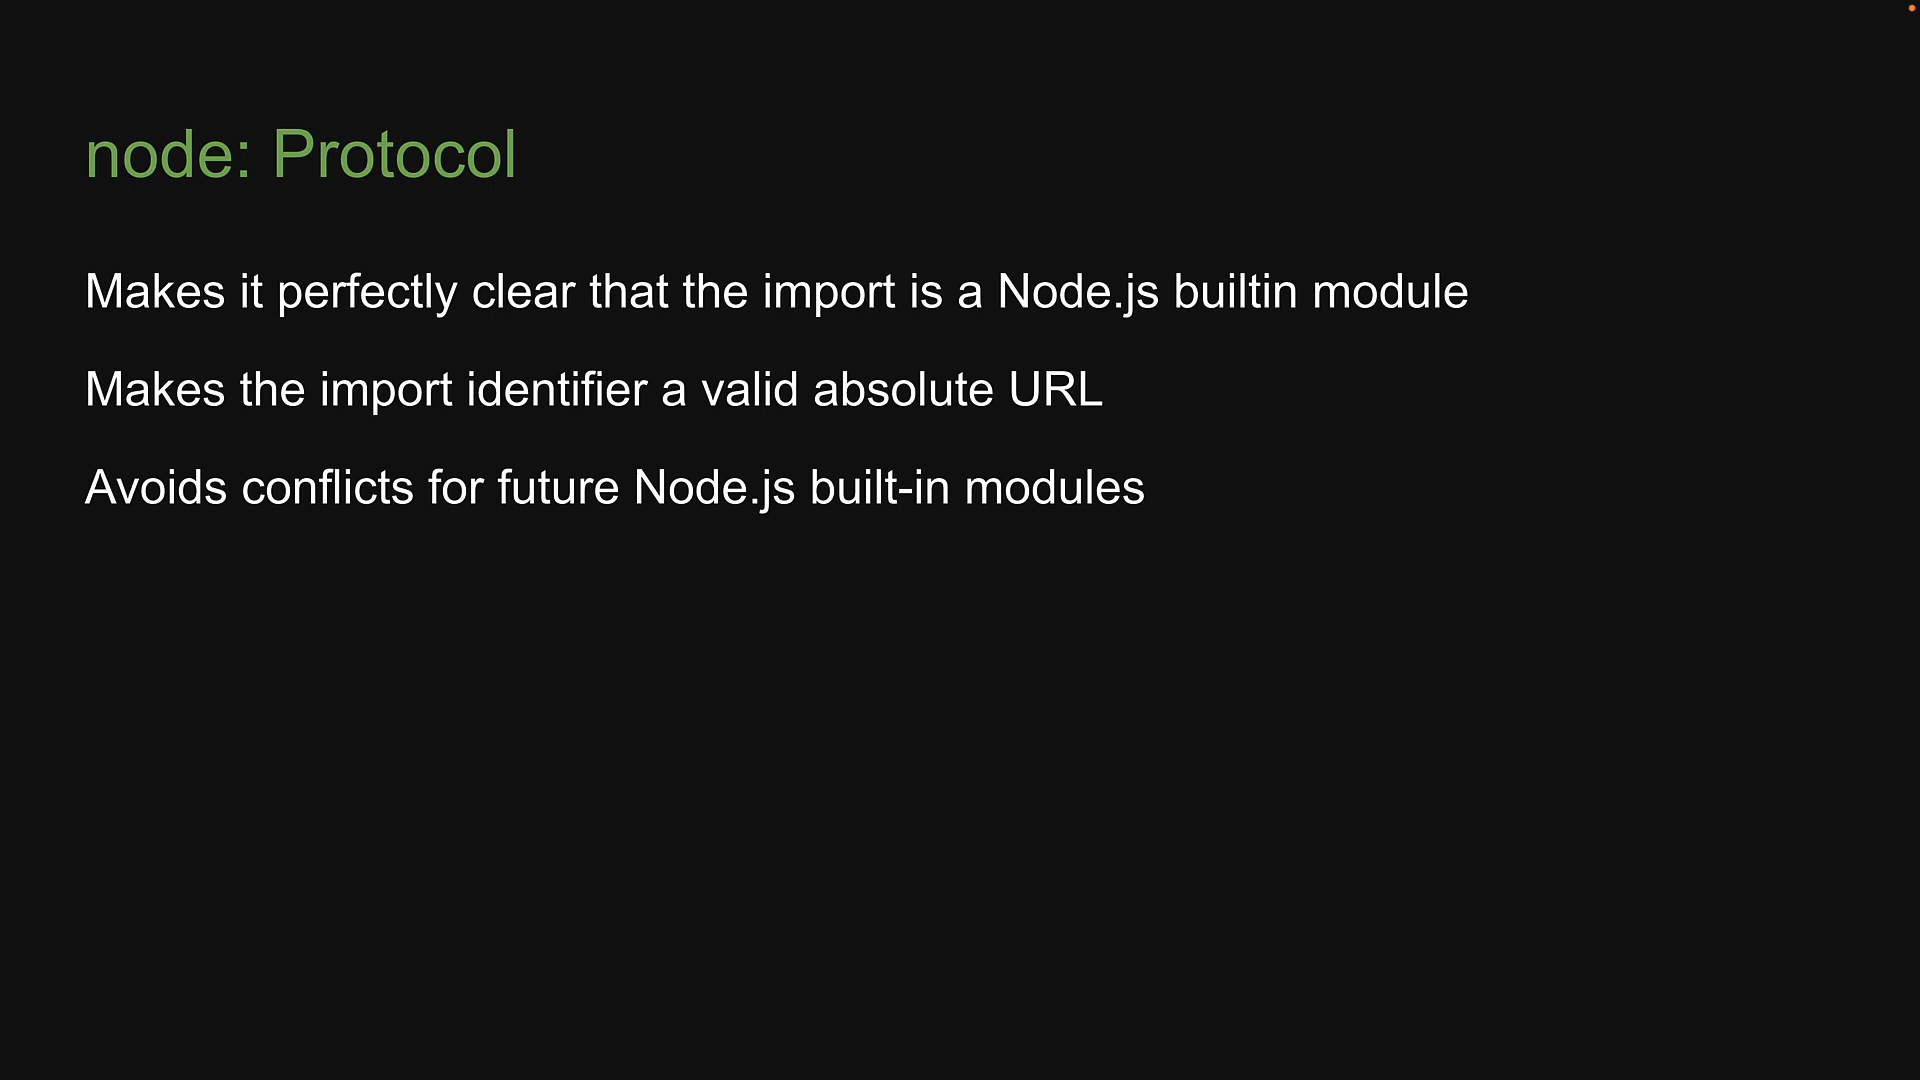 node: Protocol
Makes it perfectly clear that the import is a Node.js builtin module
Makes the import identifier a valid absolute URL
Avoids conflicts for future Node.js built-in modules